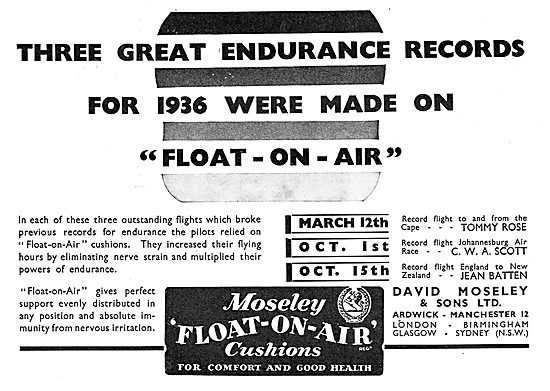 THREE GREAT ENDURANCE RECORDS
FOR 1936 WERE MADE ON
“FLOAT - ON - AIR”
In each of these three outstanding flights which broke
previous records for endurance the pilots relied on
“Float-on-Air” cushions. They increased their flying
hours by eliminating nerve strain and multiplied their
powers of endurance.
“Float-on-Air” gives perfect
support evenly distributed in
any position and absolute im-
munity from nervous irritation.
MARCH 12th
Record flight to and from the
Cape - - - TOMMY ROSE
OCT. 1st
Record flight Johannesburg Air
Race - - C. W. A. SCOTT
OCT. 15th
Record flight England to New
Zealand - - JEAN BATTEN
Moseley
‘FLOAT-ON-AIR’
REGD
Cushions
FOR COMFORT AND GOOD HEALTH
DAVID MOSELEY
& SONS LTD.
ARDWICK - MANCHESTER 12
LONDON - BIRMINGHAM
GLASGOW - SYDNEY (N.S.W.)